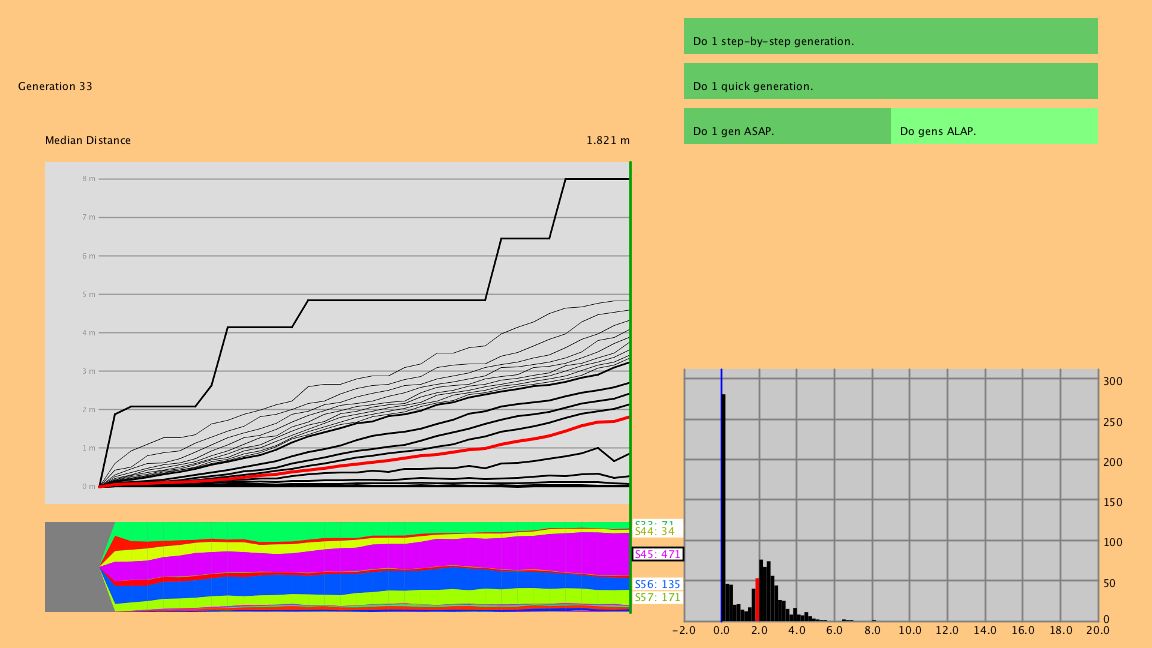 Do 1 step-by-step generation.
Generation 33
Do 1 quick generation.
Do 1 gen ASAP.
Do gens ALAP.
Median Distance
1.821 m
8 m
7 m
6 m
5 m
4 m
3 m
2 m
1 m
0 m
300
250
200
150
100
50
0
S33: 71
S44: 34
S45: 471
S56: 135
S57: 171
-2.0 0.0 2.0 4.0 6.0 8.0 10.0 12.0 14.0 16.0 18.0 20.0